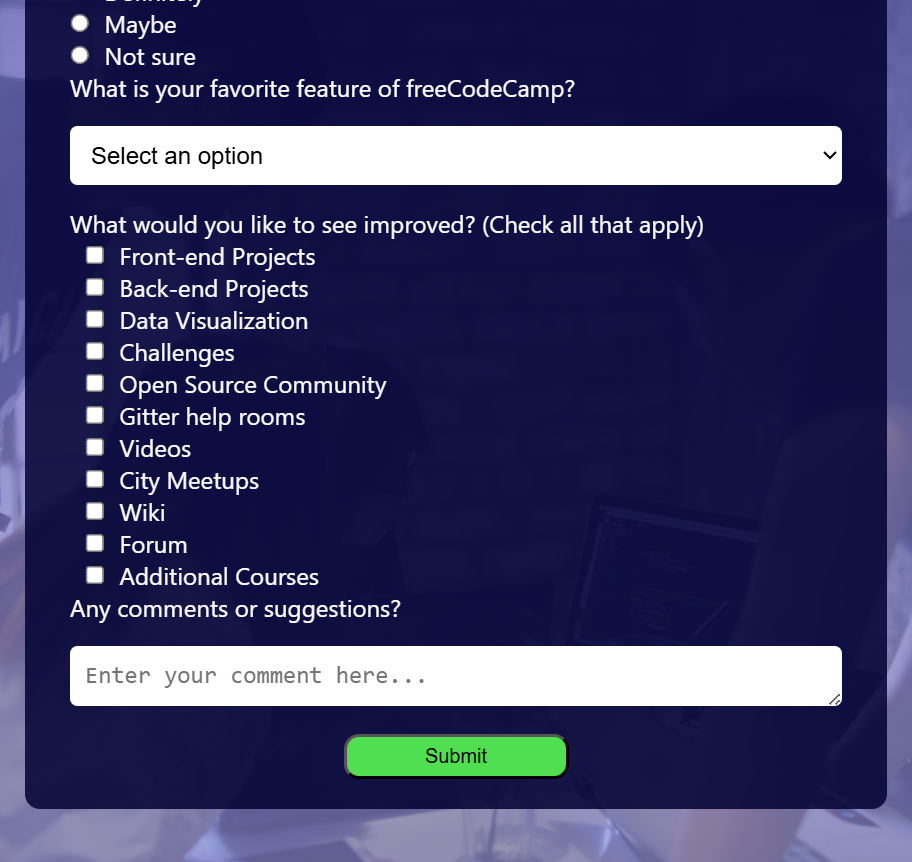 Definitely
Maybe
Not sure
What is your favorite feature of freeCodeCamp?
Select an option
What would you like to see improved? (Check all that apply)
Front-end Projects
Back-end Projects
Data Visualization
Challenges
Open Source Community
Gitter help rooms
Videos
City Meetups
Wiki
Forum
Additional Courses
Any comments or suggestions?
Enter your comment here...
Submit